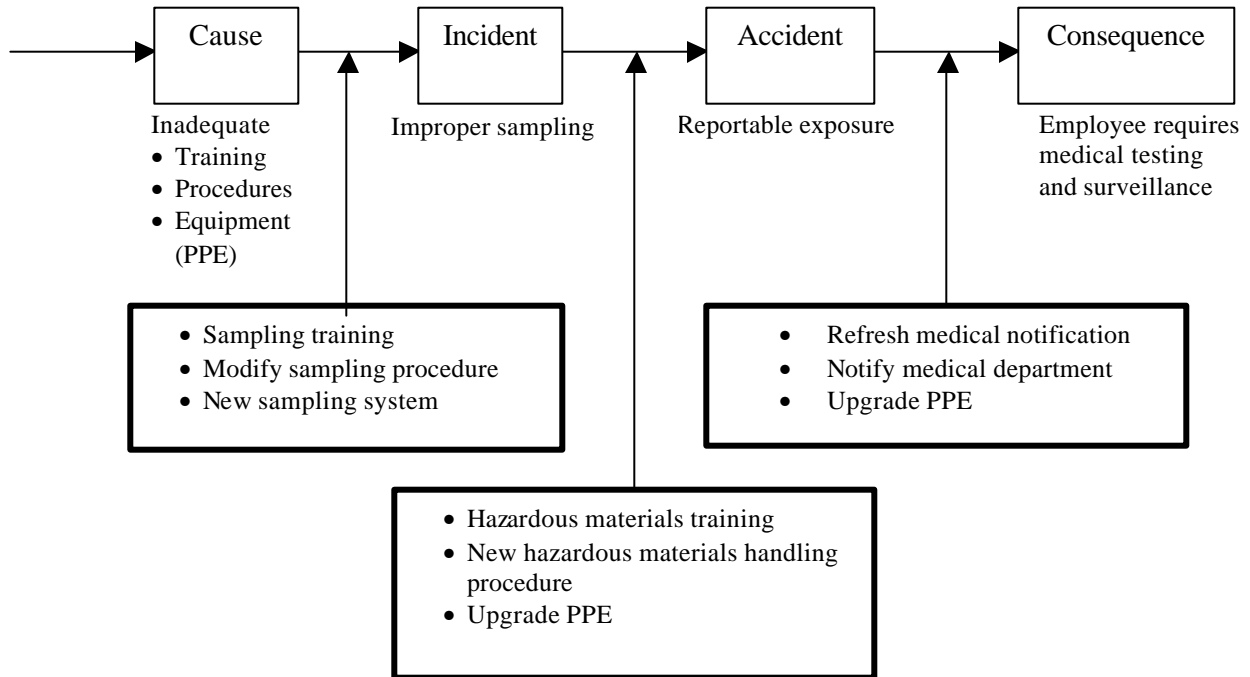 Cause
Incident
Accident
Consequence
Inadequate
• Training
• Procedures
• Equipment
(PPE)
Improper sampling
Reportable exposure
Employee requires
medical testing
and surveillance
• Sampling training
• Modify sampling procedure
• New sampling system
• Refresh medical notification
• Notify medical department
• Upgrade PPE
• Hazardous materials training
• New hazardous materials handling
procedure
• Upgrade PPE